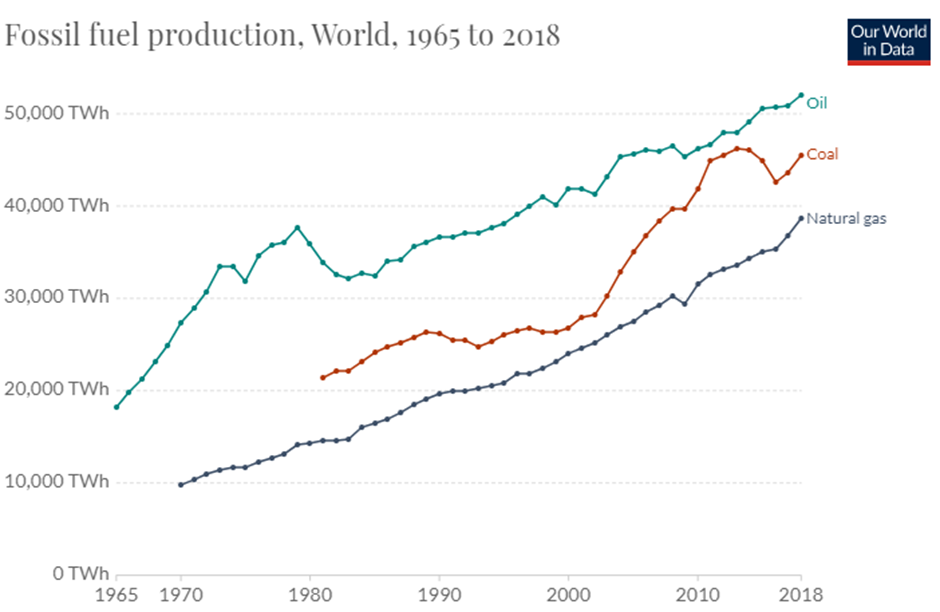 Fossil fuel production, World, 1965 to 2018
Our World
in Data
50,000 TWh
Oil
Coal
40,000 TWh
Natural gas
30,000 TWh
20,000 TWh
10,000 TWh
0 TWh
1965 1970 1980 1990 2000 2010 2018